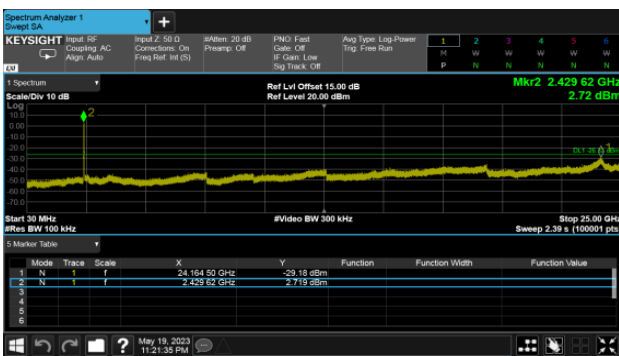 Spectrum Analyzer 1
Swept SA
KEYSIGHT Input: RF Input Z: 50 Ω #Atten: 20 dB PNO: Fast Avg Type: Log-Power 1 2 3 4 5 6
Coupling: AC Corrections: On Preamp: Off Gate: Off Trig: Free Run M W W W W W
Align: Auto Freq Ref: Int (S) IF Gain: Low P N N N N N
Sig Track: Off
LXI
1 Spectrum Ref Lvl Offset 15.00 dB Mkr2 2.429 62 GHz
Scale/Div 10 dB Ref Level 20.00 dBm 2.72 dBm
Log
10.0
0.00
-10.0
-20.0
-30.0
-40.0
-50.0
-60.0
-70.0
2
1
Start 30 MHz #Video BW 300 kHz Stop 25.00 GHz
#Res BW 100 kHz Sweep 2.39 s (100001 pts)
5 Marker Table
Mode Trace Scale X Y Function Function Width Function Value
1 N 1 f 24.164 50 GHz -29.18 dBm
2 N 1 f 2.429 62 GHz 2.719 dBm
3
4
5
6
? May 19, 2023
11:21:35 PM